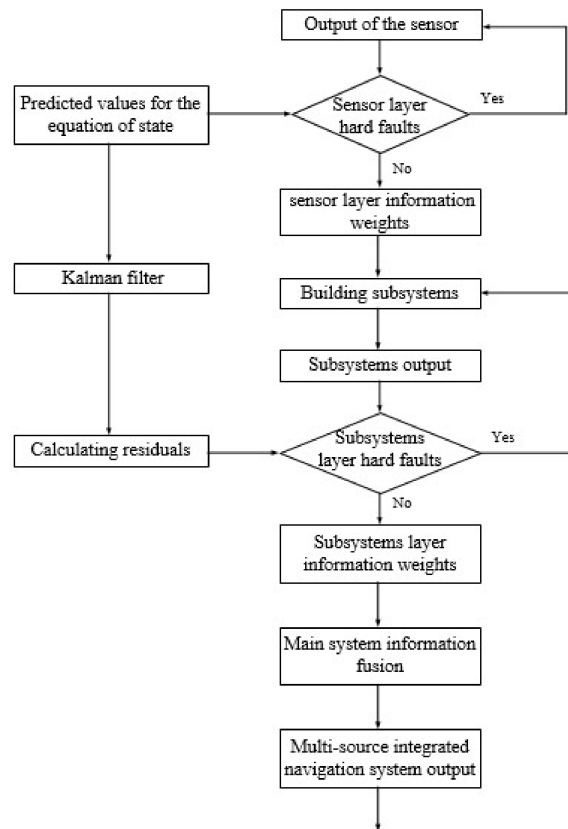 Output of the sensor
Predicted values for the
equation of state
Sensor layer
hard faults
Yes
No
sensor layer information
weights
Kalman filter
Building subsystems
Subsystems output
Calculating residuals
Subsystems
layer hard faults
Yes
No
Subsystems layer
information weights
Main system information
fusion
Multi-source integrated
navigation system output